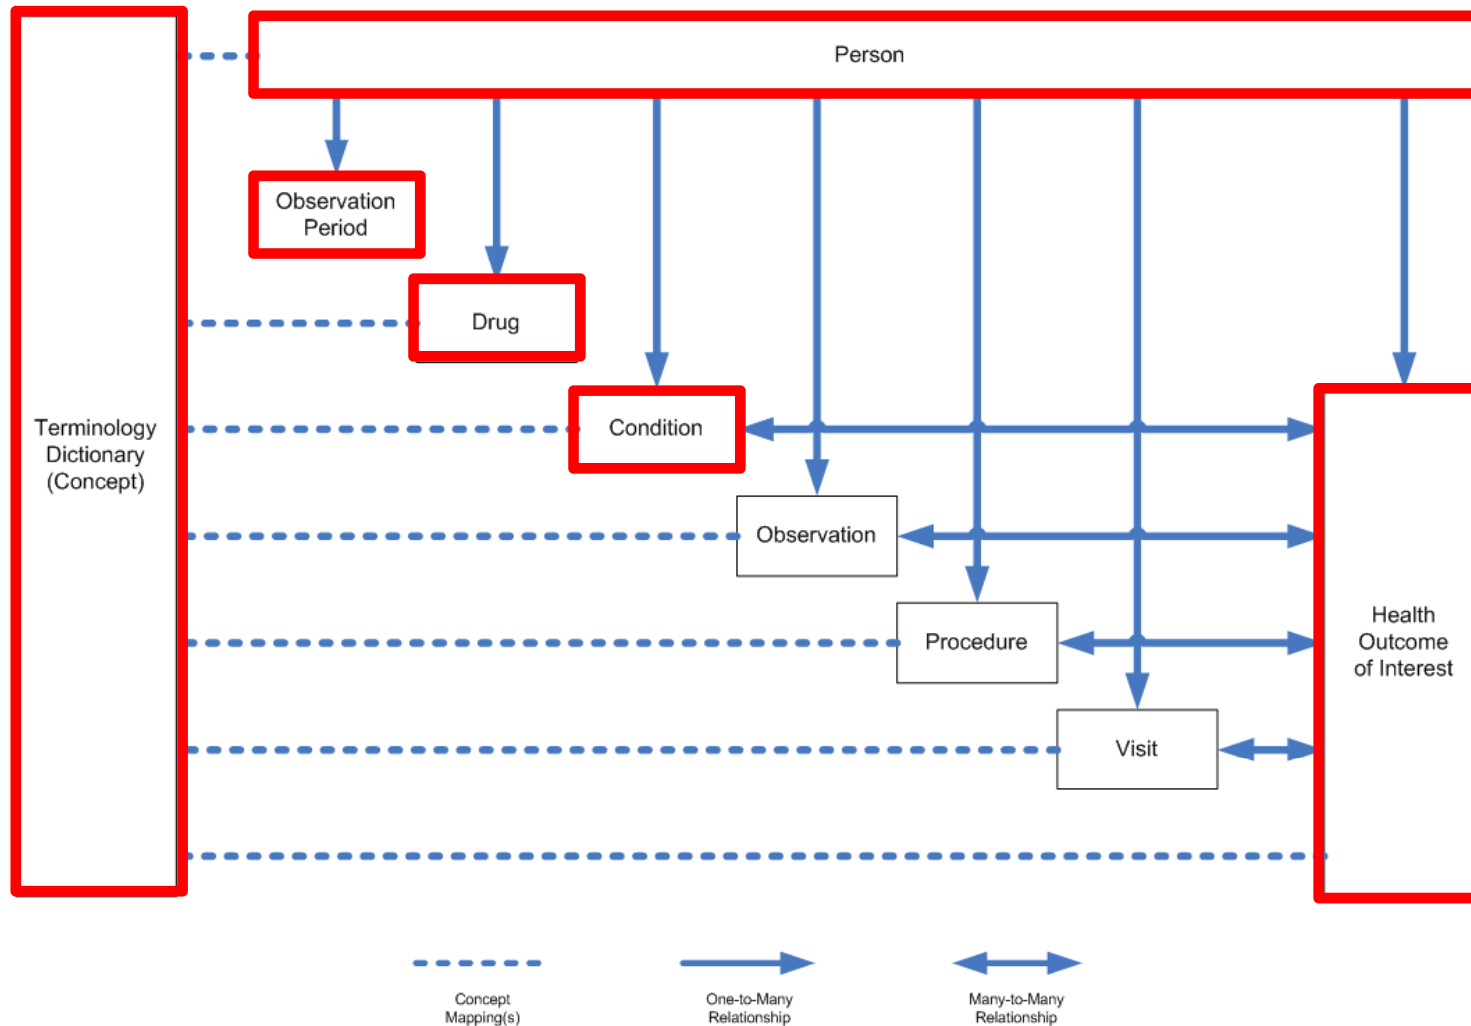 Person
Observation
Period
Drug
Terminology
Dictionary
(Concept)
Condition
Observation
Procedure
Health
Outcome
of Interest
Visit
Concept
Mapping(s)
One-to-Many
Relationship
Many-to-Many
Relationship